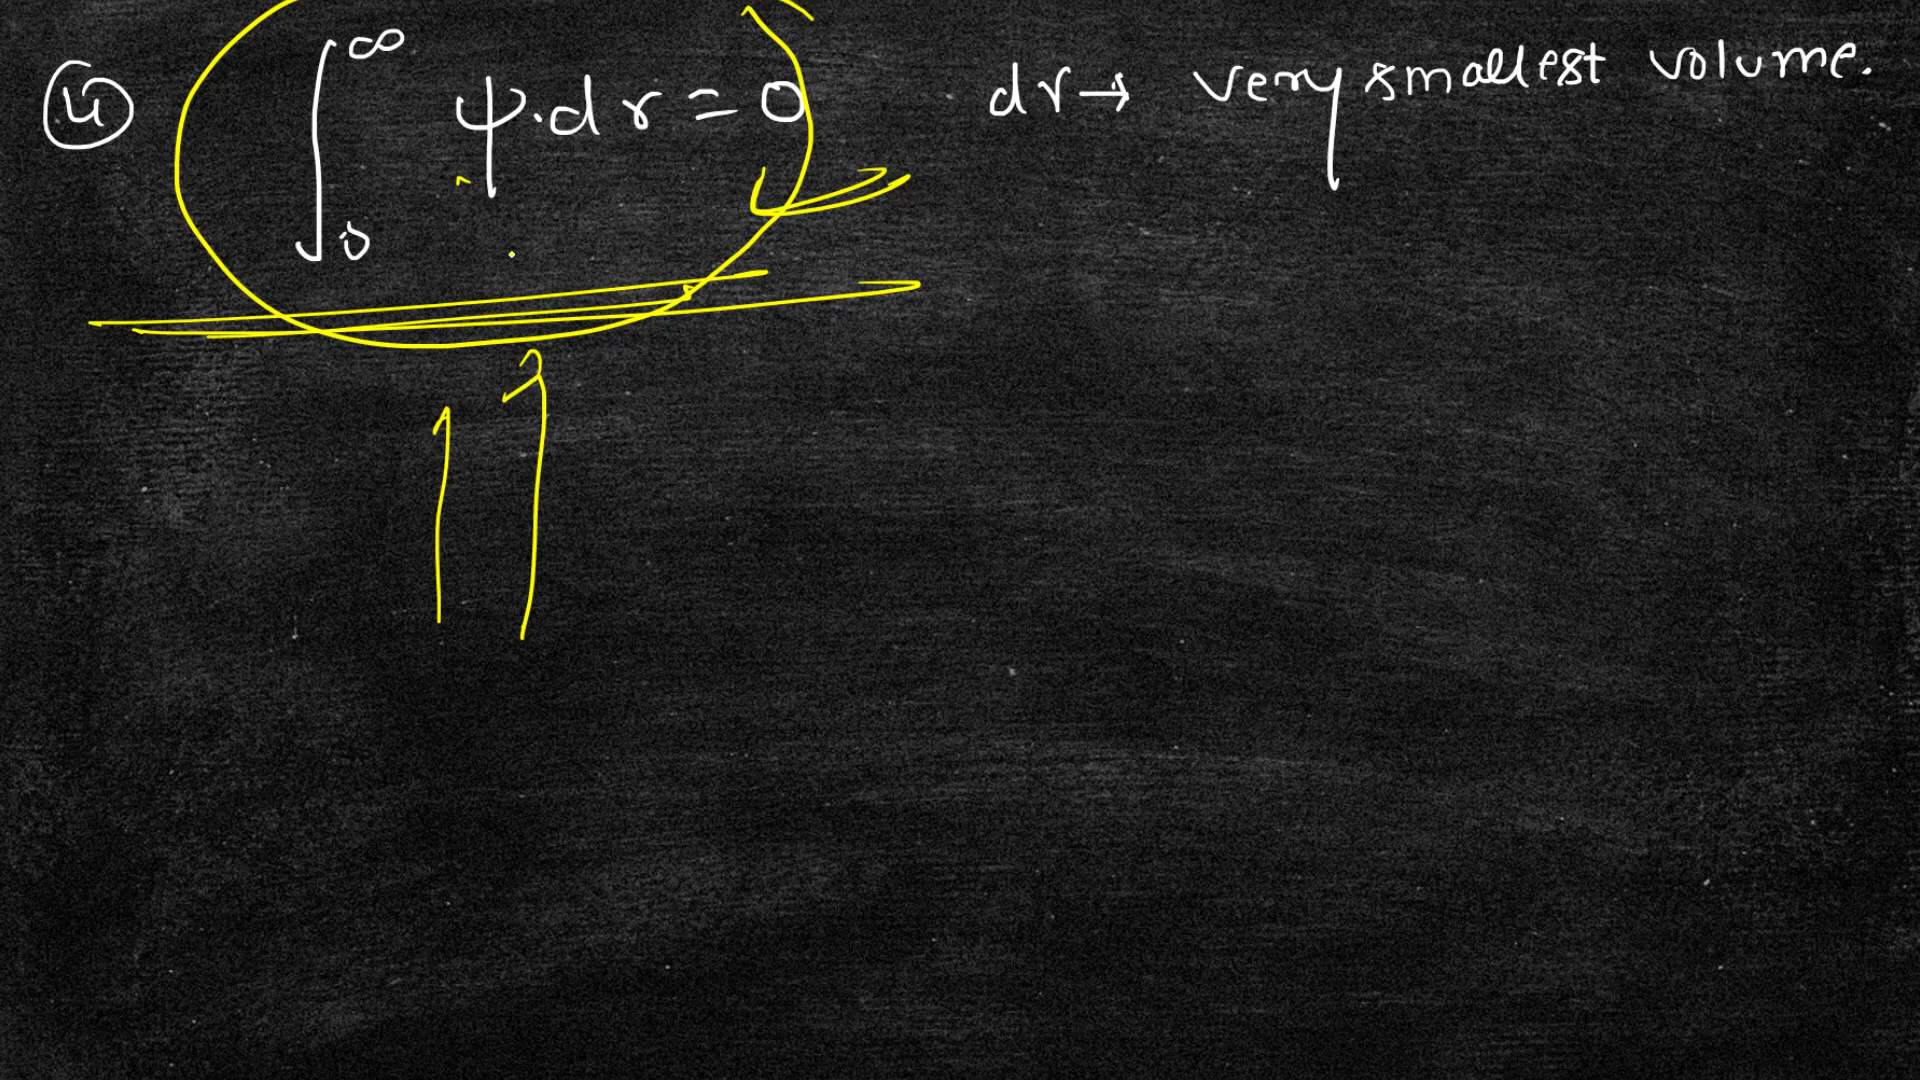 ④ ∫₀^∞ ψ.dr = 0 dr → very smallest volume.